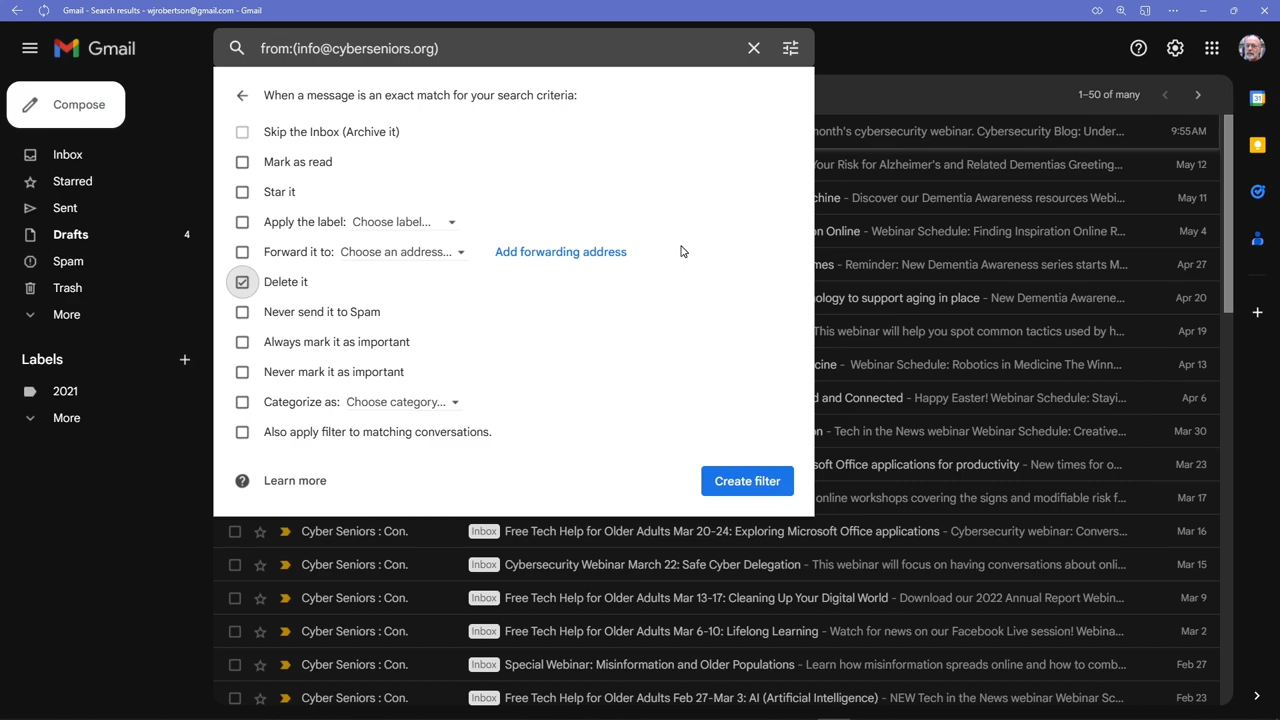 Gmail - Search results - wjrobertson@gmail.com - Gmail
Gmail
from:(info@cyberseniors.org)
Compose
When a message is an exact match for your search criteria:
1–50 of many
Skip the Inbox (Archive it)
month's cybersecurity webinar. Cybersecurity Blog: Under... 9:55 AM
Inbox
Mark as read
Your Risk for Alzheimer's and Related Dementias Greeting... May 12
Starred
Star it
chine - Discover our Dementia Awareness resources Webi... May 11
Sent
Apply the label: Choose label...
on Online - Webinar Schedule: Finding Inspiration Online R... May 4
Drafts 4
Forward it to: Choose an address... Add forwarding address
mes - Reminder: New Dementia Awareness series starts M... Apr 27
Spam
Delete it
ology to support aging in place - New Dementia Awarene... Apr 20
Trash
Never send it to Spam
This webinar will help you spot common tactics used by h... Apr 19
More
Always mark it as important
cine - Webinar Schedule: Robotics in Medicine The Winn... Apr 13
Labels
Never mark it as important
d and Connected - Happy Easter! Webinar Schedule: Stayi... Apr 6
2021
Categorize as: Choose category...
on - Tech in the News webinar Webinar Schedule: Creative... Mar 30
More
Also apply filter to matching conversations.
soft Office applications for productivity - New times for o... Mar 23
Learn more
Create filter
online workshops covering the signs and modifiable risk f... Mar 17
Cyber Seniors : Con. Inbox Free Tech Help for Older Adults Mar 20-24: Exploring Microsoft Office applications - Cybersecurity webinar: Convers... Mar 16
Cyber Seniors : Con. Inbox Cybersecurity Webinar March 22: Safe Cyber Delegation - This webinar will focus on having conversations about onli... Mar 15
Cyber Seniors : Con. Inbox Free Tech Help for Older Adults Mar 13-17: Cleaning Up Your Digital World - Download our 2022 Annual Report Webin... Mar 9
Cyber Seniors : Con. Inbox Free Tech Help for Older Adults Mar 6-10: Lifelong Learning - Watch for news on our Facebook Live session! Webina... Mar 2
Cyber Seniors : Con. Inbox Special Webinar: Misinformation and Older Populations - Learn how misinformation spreads online and how to comb... Feb 27
Cyber Seniors : Con. Inbox Free Tech Help for Older Adults Feb 27-Mar 3: AI (Artificial Intelligence) - NEW Tech in the News webinar Webinar Sc... Feb 23